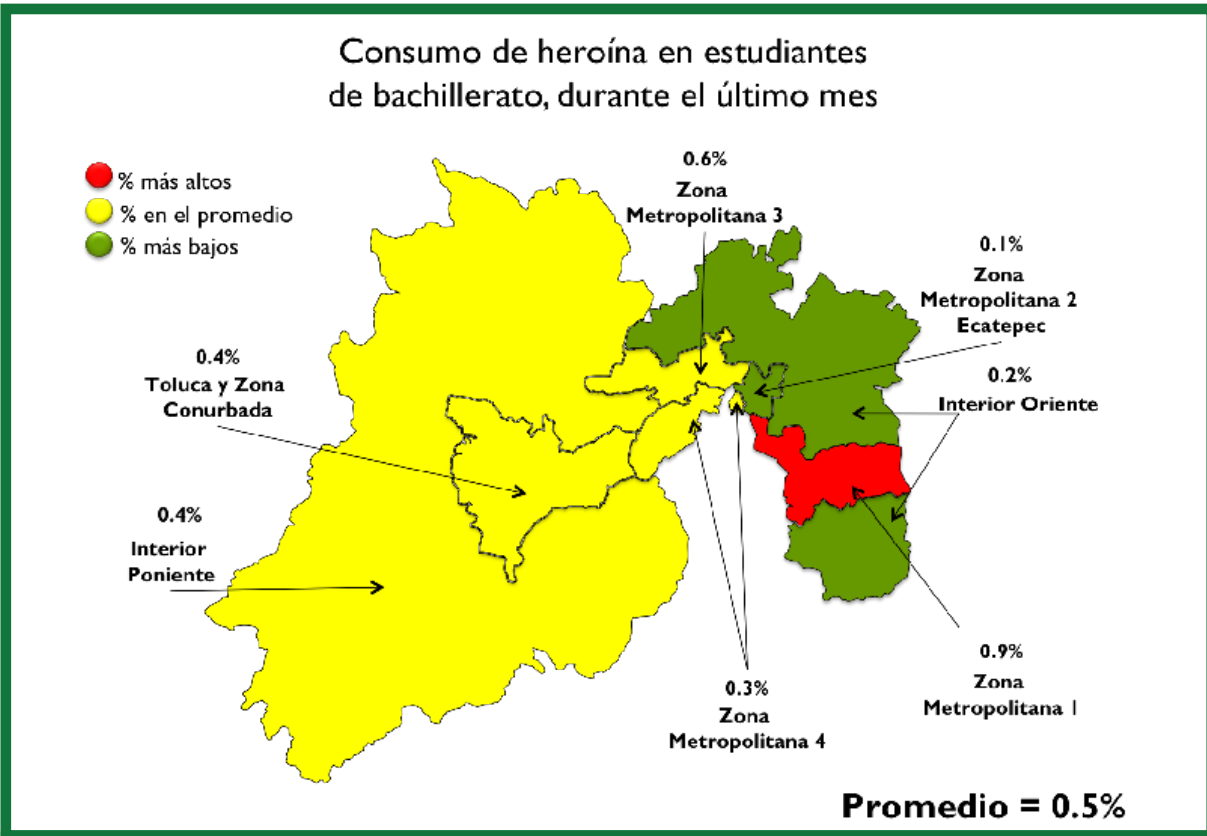 Consumo de heroína en estudiantes
de bachillerato, durante el último mes
% más altos
% en el promedio
% más bajos
0.6%
Zona
Metropolitana 3
0.1%
Zona
Metropolitana 2
Ecatepec
0.4%
Toluca y Zona
Conurbada
0.2%
Interior Oriente
0.4%
Interior
Poniente
0.9%
Zona
Metropolitana 1
0.3%
Zona
Metropolitana 4
Promedio = 0.5%